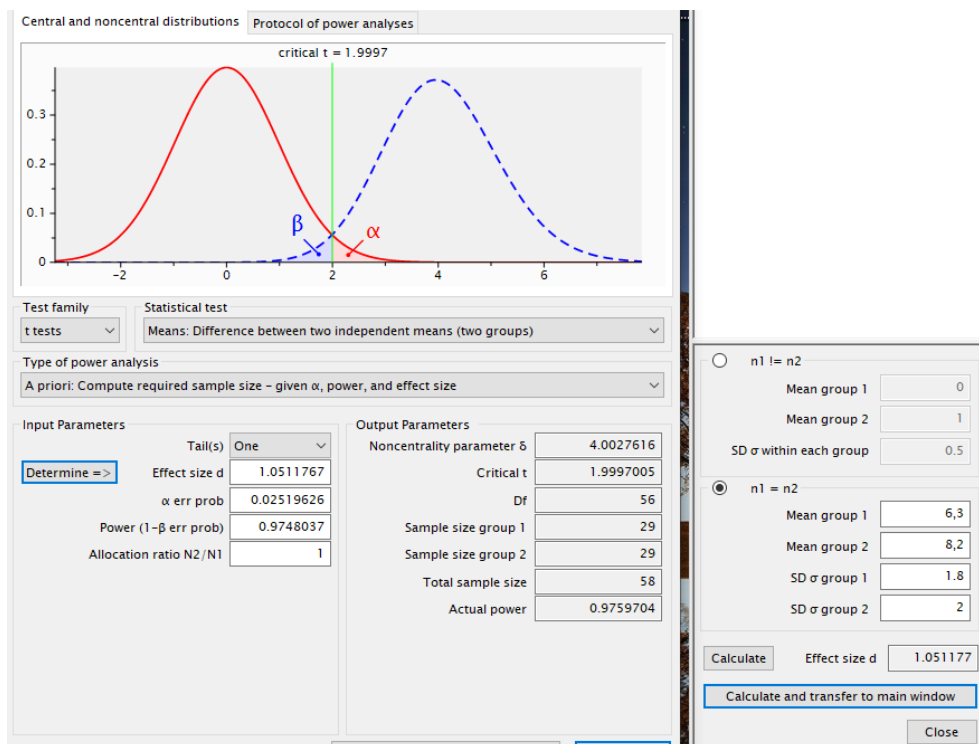 Central and noncentral distributions Protocol of power analyses
critical t = 1.9997
0.3
0.2
0.1
0
β
α
-2 0 2 4 6
Test family Statistical test
t tests Means: Difference between two independent means (two groups)
Type of power analysis
A priori: Compute required sample size – given α, power, and effect size
Input Parameters
Tail(s) One
Determine => Effect size d 1.0511767
α err prob 0.02519626
Power (1-β err prob) 0.9748037
Allocation ratio N2/N1 1
Output Parameters
Noncentrality parameter δ 4.0027616
Critical t 1.9997005
Df 56
Sample size group 1 29
Sample size group 2 29
Total sample size 58
Actual power 0.9759704
n1 != n2
Mean group 1 0
Mean group 2 1
SD σ within each group 0.5
n1 = n2
Mean group 1 6,3
Mean group 2 8,2
SD σ group 1 1.8
SD σ group 2 2
Calculate Effect size d 1.051177
Calculate and transfer to main window
Close